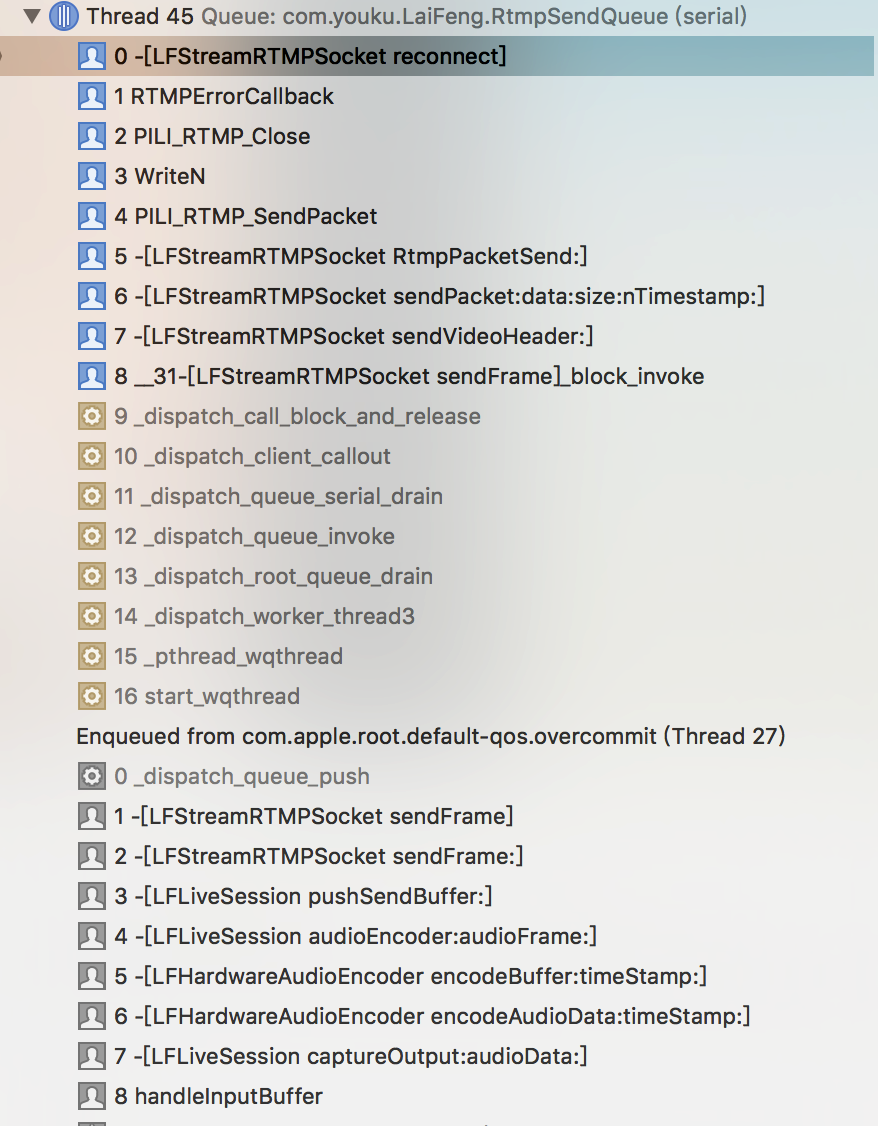 Thread 45 Queue: com.youku.LaiFeng.RtmpSendQueue (serial)
0 -[LFStreamRTMPSocket reconnect]
1 RTMPErrorCallback
2 PILI_RTMP_Close
3 WriteN
4 PILI_RTMP_SendPacket
5 -[LFStreamRTMPSocket RtmpPacketSend:]
6 -[LFStreamRTMPSocket sendPacket:data:size:nTimestamp:]
7 -[LFStreamRTMPSocket sendVideoHeader:]
8 __31-[LFStreamRTMPSocket sendFrame]_block_invoke
9 _dispatch_call_block_and_release
10 _dispatch_client_callout
11 _dispatch_queue_serial_drain
12 _dispatch_queue_invoke
13 _dispatch_root_queue_drain
14 _dispatch_worker_thread3
15 _pthread_wqthread
16 start_wqthread
Enqueued from com.apple.root.default-qos.overcommit (Thread 27)
0 _dispatch_queue_push
1 -[LFStreamRTMPSocket sendFrame]
2 -[LFStreamRTMPSocket sendFrame:]
3 -[LFLiveSession pushSendBuffer:]
4 -[LFLiveSession audioEncoder:audioFrame:]
5 -[LFHardwareAudioEncoder encodeBuffer:timeStamp:]
6 -[LFHardwareAudioEncoder encodeAudioData:timeStamp:]
7 -[LFLiveSession captureOutput:audioData:]
8 handleInputBuffer